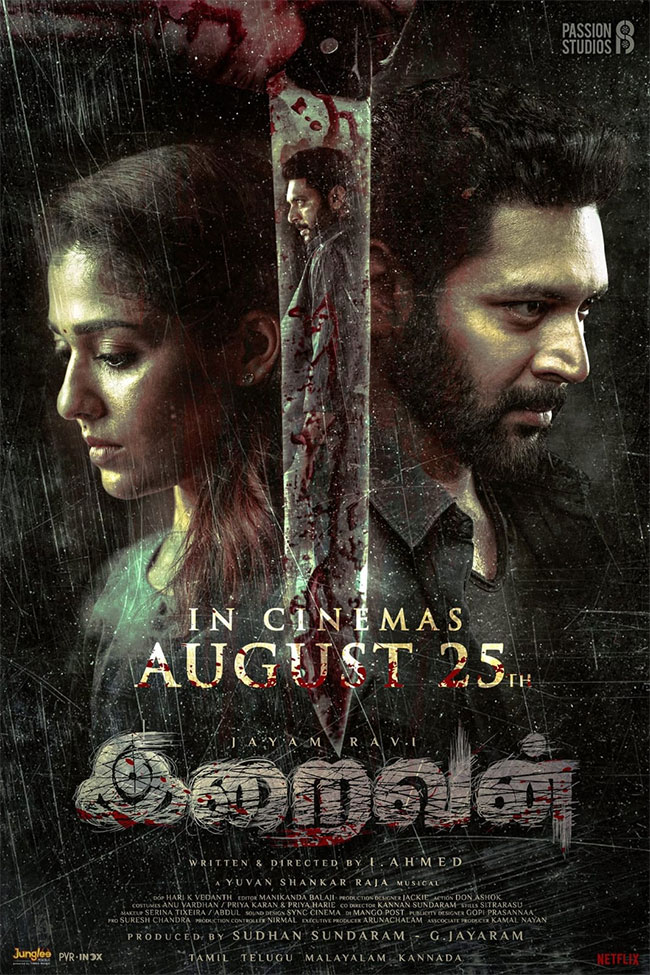 PASSION
STUDIOS
IN CINEMAS
AUGUST 25TH
JAYAM RAVI
இறைவன்
WRITTEN & DIRECTED BY I. AHMED
A YUVAN SHANKAR RAJA MUSICAL
DOP HARI K VEDANTH EDITOR MANIKANDA BALAJI PRODUCTION DESIGNER JACKIE ACTION DON ASHOK
COSTUMES ANU VARDHAN / PRIYA KARAN & PRIYA HARIE CO DIRECTOR KANNAN SUNDARAM STILLS SITRARASU
MAKEUP SERINA TIXEIRA / ABDUL SOUND DESIGN SYNC CINEMA DI MANGO POST PUBLICITY DESIGNER GOPI PRASANNAA
PRO SURESH CHANDRA PRODUCTION CONTROLLER NIRMAL EXECUTIVE PRODUCER ARUNACHALAM ASSOCIATE PRODUCER KAMAL NAYAN
PRODUCED BY SUDHAN SUNDARAM - G.JAYARAM
TAMIL TELUGU MALAYALAM KANNADA
Junglee
PVR INOX
NETFLIX